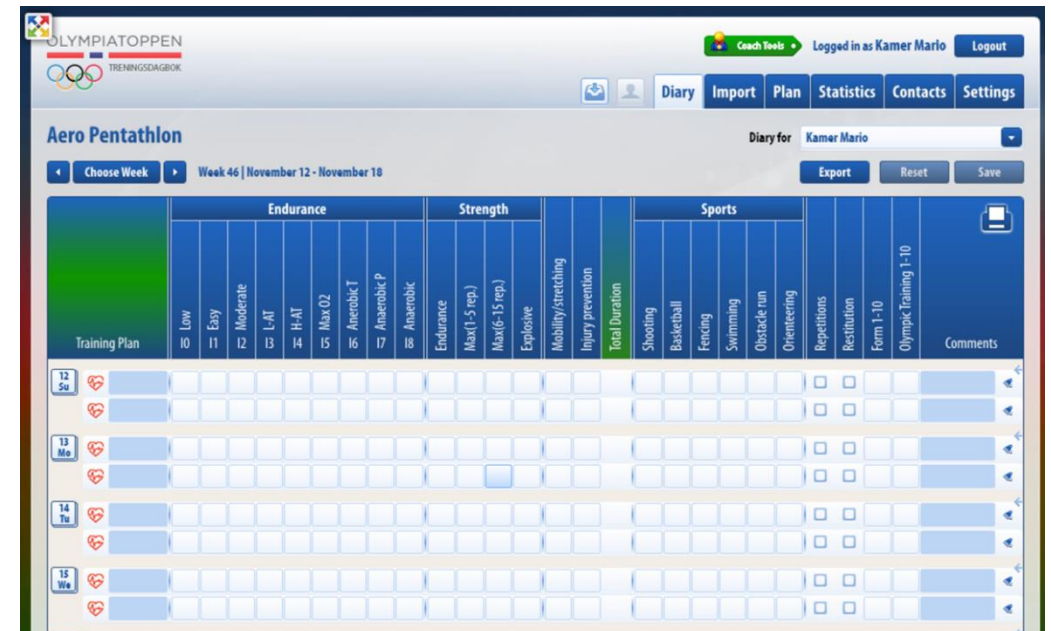 OLYMPIATOPPEN
TRENINGSDAGBOK
Coach Tools
Logged in as Kamer Mario
Logout
Diary
Import
Plan
Statistics
Contacts
Settings
Aero Pentathlon
Diary for
Kamer Mario
Choose Week
Week 46 | November 12 - November 18
Export
Reset
Save
Training Plan
Endurance
Low I0
Easy I1
Moderate I2
L-AT I3
H-AT I4
Max O2 I5
Anerobic T I6
Anaerobic P I7
Anaerobic I8
Strength
Endurance
Max(1-5 rep.)
Max(6-15 rep.)
Explosive
Mobility/stretching
Injury prevention
Total Duration
Sports
Shooting
Basketball
Fencing
Swimming
Obstacle run
Orienteering
Repetitions
Restitution
Form 1-10
Olympic Training 1-10
Comments
12
Su
13
Mo
14
Tu
15
We